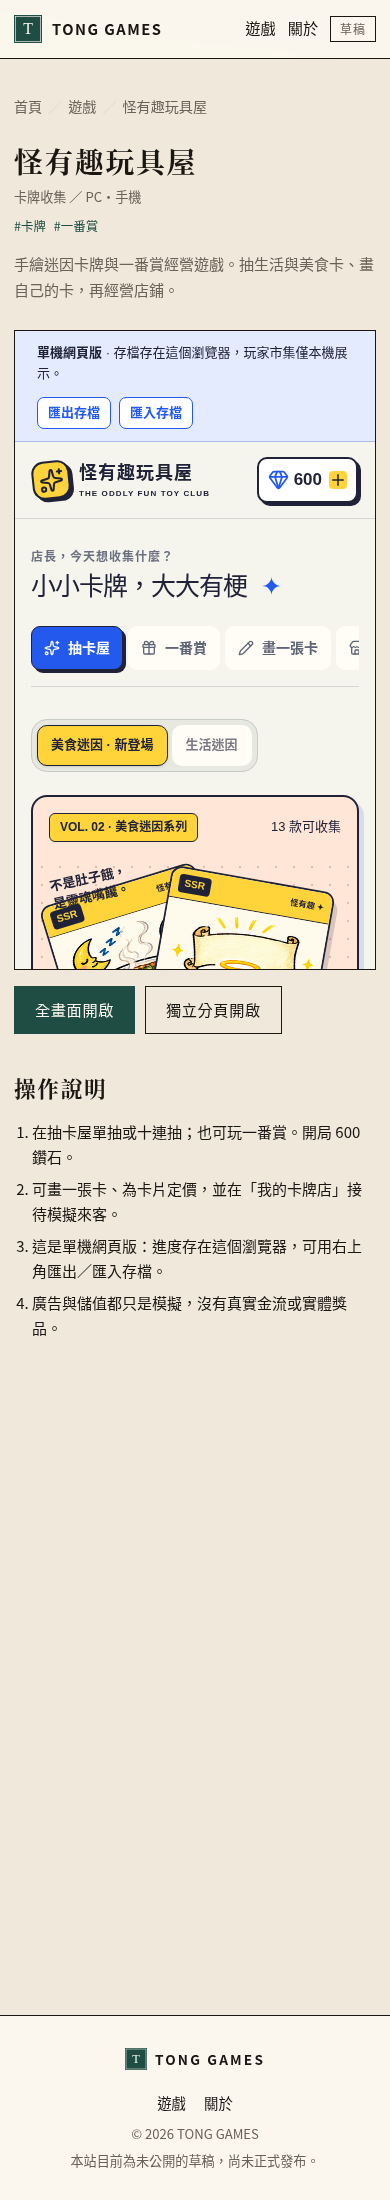 T TONG GAMES 遊戲 關於 草稿
首頁 ／ 遊戲 ／ 怪有趣玩具屋
怪有趣玩具屋
卡牌收集 ／ PC・手機
#卡牌 #一番賞
手繪迷因卡牌與一番賞經營遊戲。抽生活與美食卡、畫
自己的卡，再經營店鋪。
單機網頁版 · 存檔存在這個瀏覽器，玩家市集僅本機展
示。
匯出存檔 匯入存檔
怪有趣玩具屋
THE ODDLY FUN TOY CLUB
600
店長，今天想收集什麼？
小小卡牌，大大有梗
抽卡屋 一番賞 畫一張卡
美食迷因 · 新登場 生活迷因
VOL. 02 · 美食迷因系列 13 款可收集
不是肚子餓，
是靈魂嘴饞。
SSR 怪有
SSR 怪有趣
全畫面開啟 獨立分頁開啟
操作說明
1. 在抽卡屋單抽或十連抽；也可玩一番賞。開局 600
鑽石。
2. 可畫一張卡、為卡片定價，並在「我的卡牌店」接
待模擬來客。
3. 這是單機網頁版：進度存在這個瀏覽器，可用右上
角匯出／匯入存檔。
4. 廣告與儲值都只是模擬，沒有真實金流或實體獎
品。
T TONG GAMES
遊戲 關於
© 2026 TONG GAMES
本站目前為未公開的草稿，尚未正式發布。